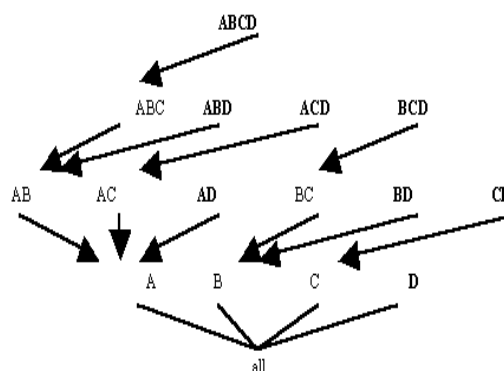 ABCD
ABC ABD ACD BCD
AB AC AD BC BD
A B C D
all